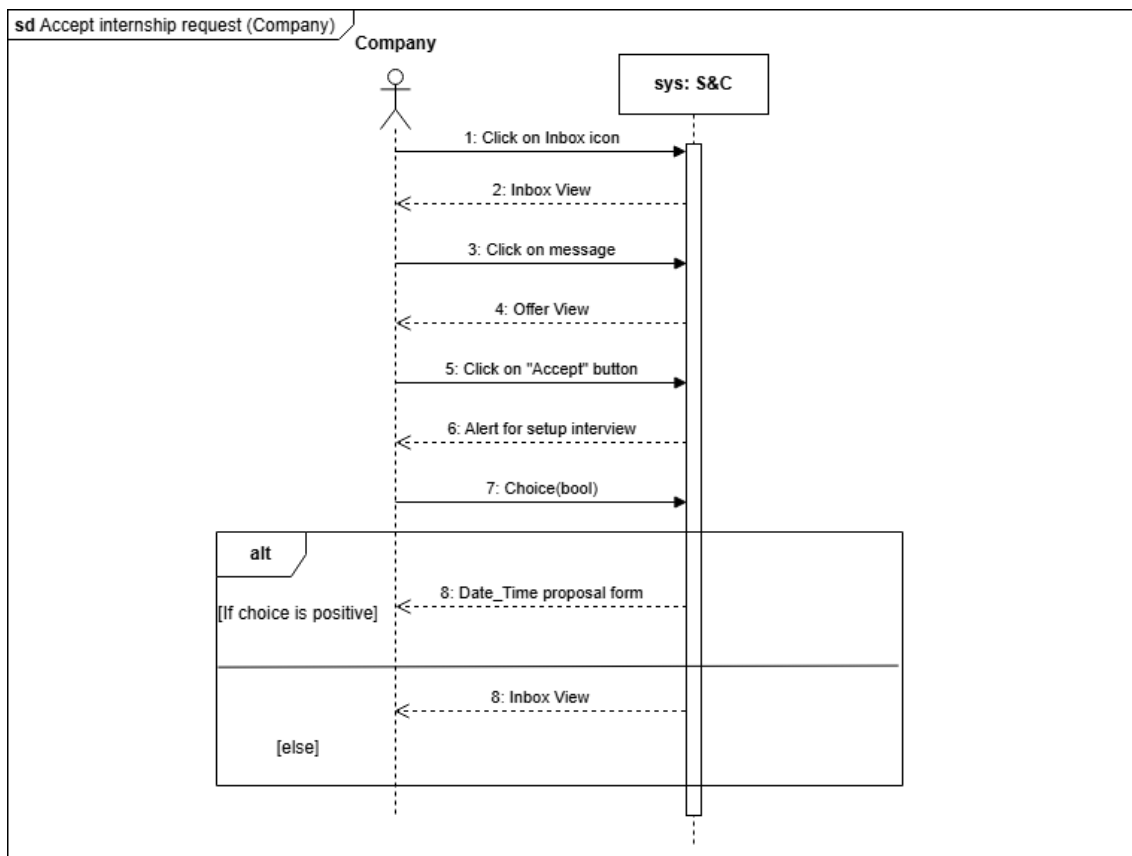 sd Accept internship request (Company)
Company
sys: S&C
1: Click on Inbox icon
2: Inbox View
3: Click on message
4: Offer View
5: Click on "Accept" button
6: Alert for setup interview
7: Choice(bool)
alt
8: Date_Time proposal form
[If choice is positive]
8: Inbox View
[else]